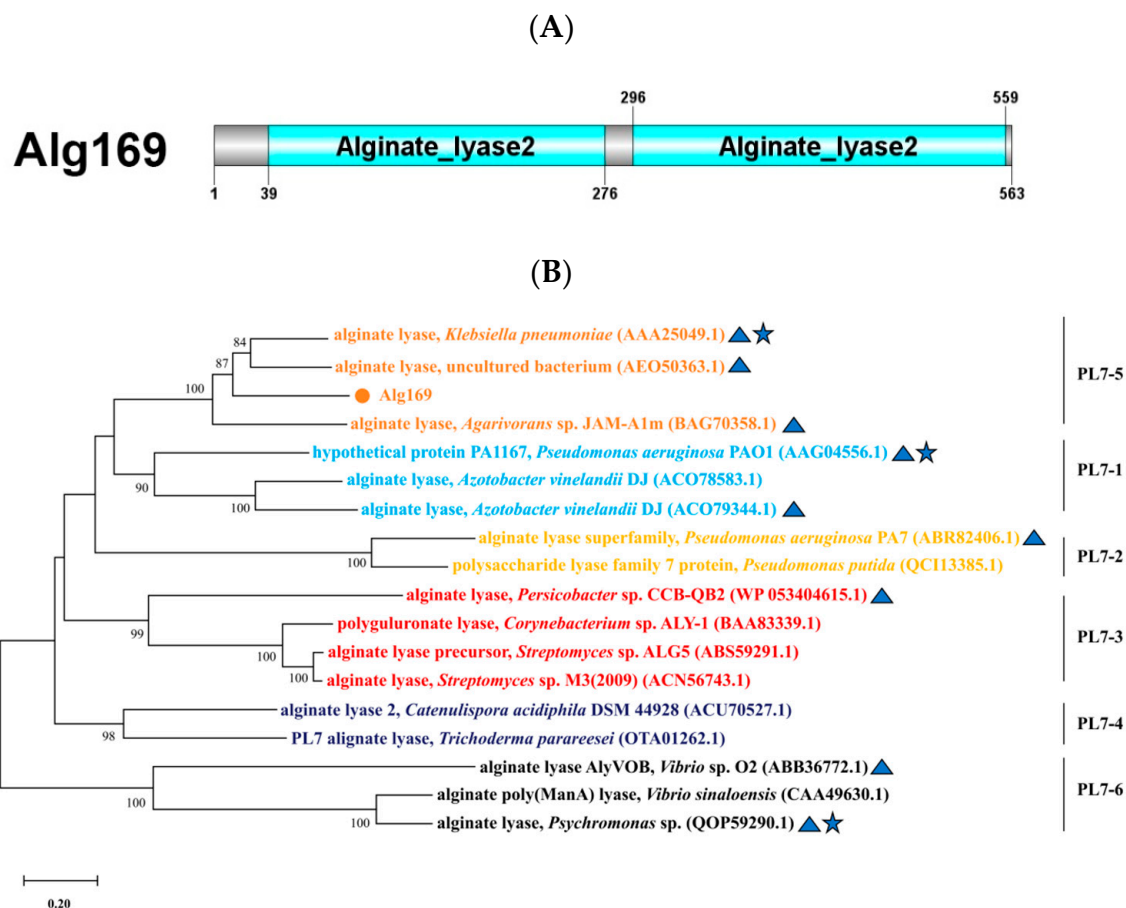 (A)
296 559
Alg169 Alginate_lyase2 Alginate_lyase2
1 39 276 563
(B)
alginate lyase, Klebsiella pneumoniae (AAA25049.1)
84
alginate lyase, uncultured bacterium (AEO50363.1)
87
PL7-5
100
Alg169
alginate lyase, Agarivorans sp. JAM-A1m (BAG70358.1)
hypothetical protein PA1167, Pseudomonas aeruginosa PAO1 (AAG04556.1)
PL7-1
90
alginate lyase, Azotobacter vinelandii DJ (ACO78583.1)
100
alginate lyase, Azotobacter vinelandii DJ (ACO79344.1)
alginate lyase superfamily, Pseudomonas aeruginosa PA7 (ABR82406.1)
PL7-2
100
polysaccharide lyase family 7 protein, Pseudomonas putida (QCI13385.1)
alginate lyase, Persicobacter sp. CCB-QB2 (WP 053404615.1)
polyguluronate lyase, Corynebacterium sp. ALY-1 (BAA83339.1)
99
PL7-3
alginate lyase precursor, Streptomyces sp. ALG5 (ABS59291.1)
100
100
alginate lyase, Streptomyces sp. M3(2009) (ACN56743.1)
alginate lyase 2, Catenulispora acidiphila DSM 44928 (ACU70527.1)
PL7-4
98
PL7 alignate lyase, Trichoderma parareesei (OTA01262.1)
alginate lyase AlyVOB, Vibrio sp. O2 (ABB36772.1)
PL7-6
alginate poly(ManA) lyase, Vibrio sinaloensis (CAA49630.1)
100
100
alginate lyase, Psychromonas sp. (QOP59290.1)
0.20